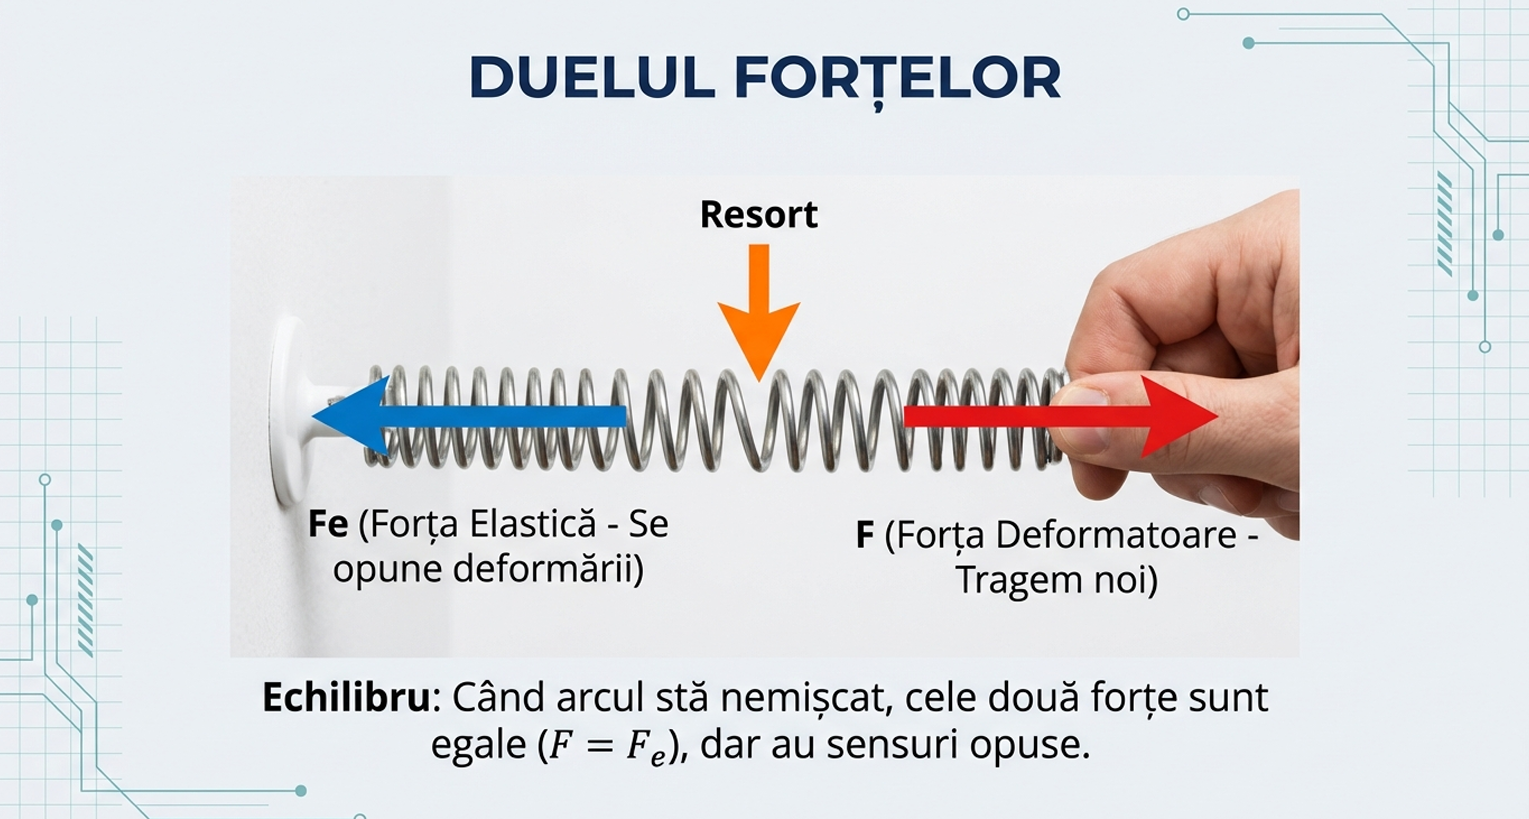 DUELUL FORȚELOR
Resort
Fe (Forța Elastică - Se
opune deformării)
F (Forța Deformatoare -
Tragem noi)
Echilibru: Când arcul stă nemișcat, cele două forțe sunt
egale (F = Fₑ), dar au sensuri opuse.